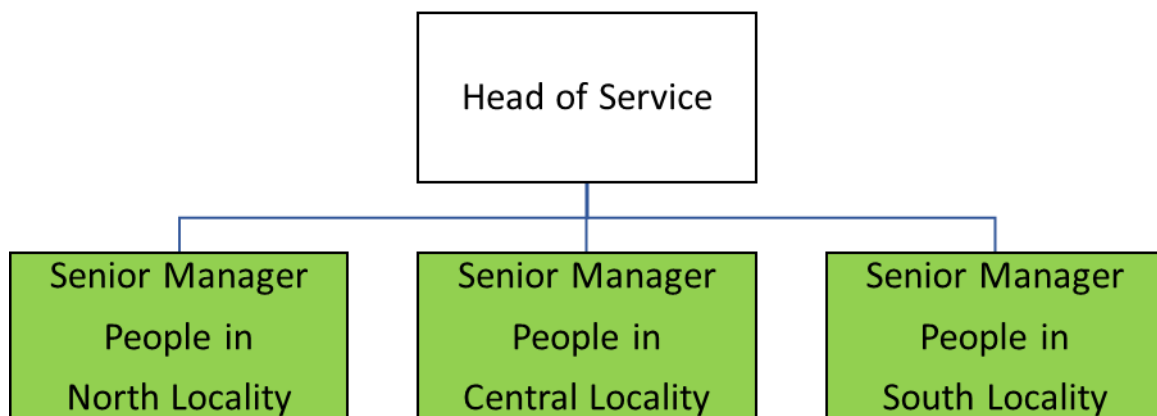 Head of Service
Senior Manager
People in
North Locality
Senior Manager
People in
Central Locality
Senior Manager
People in
South Locality